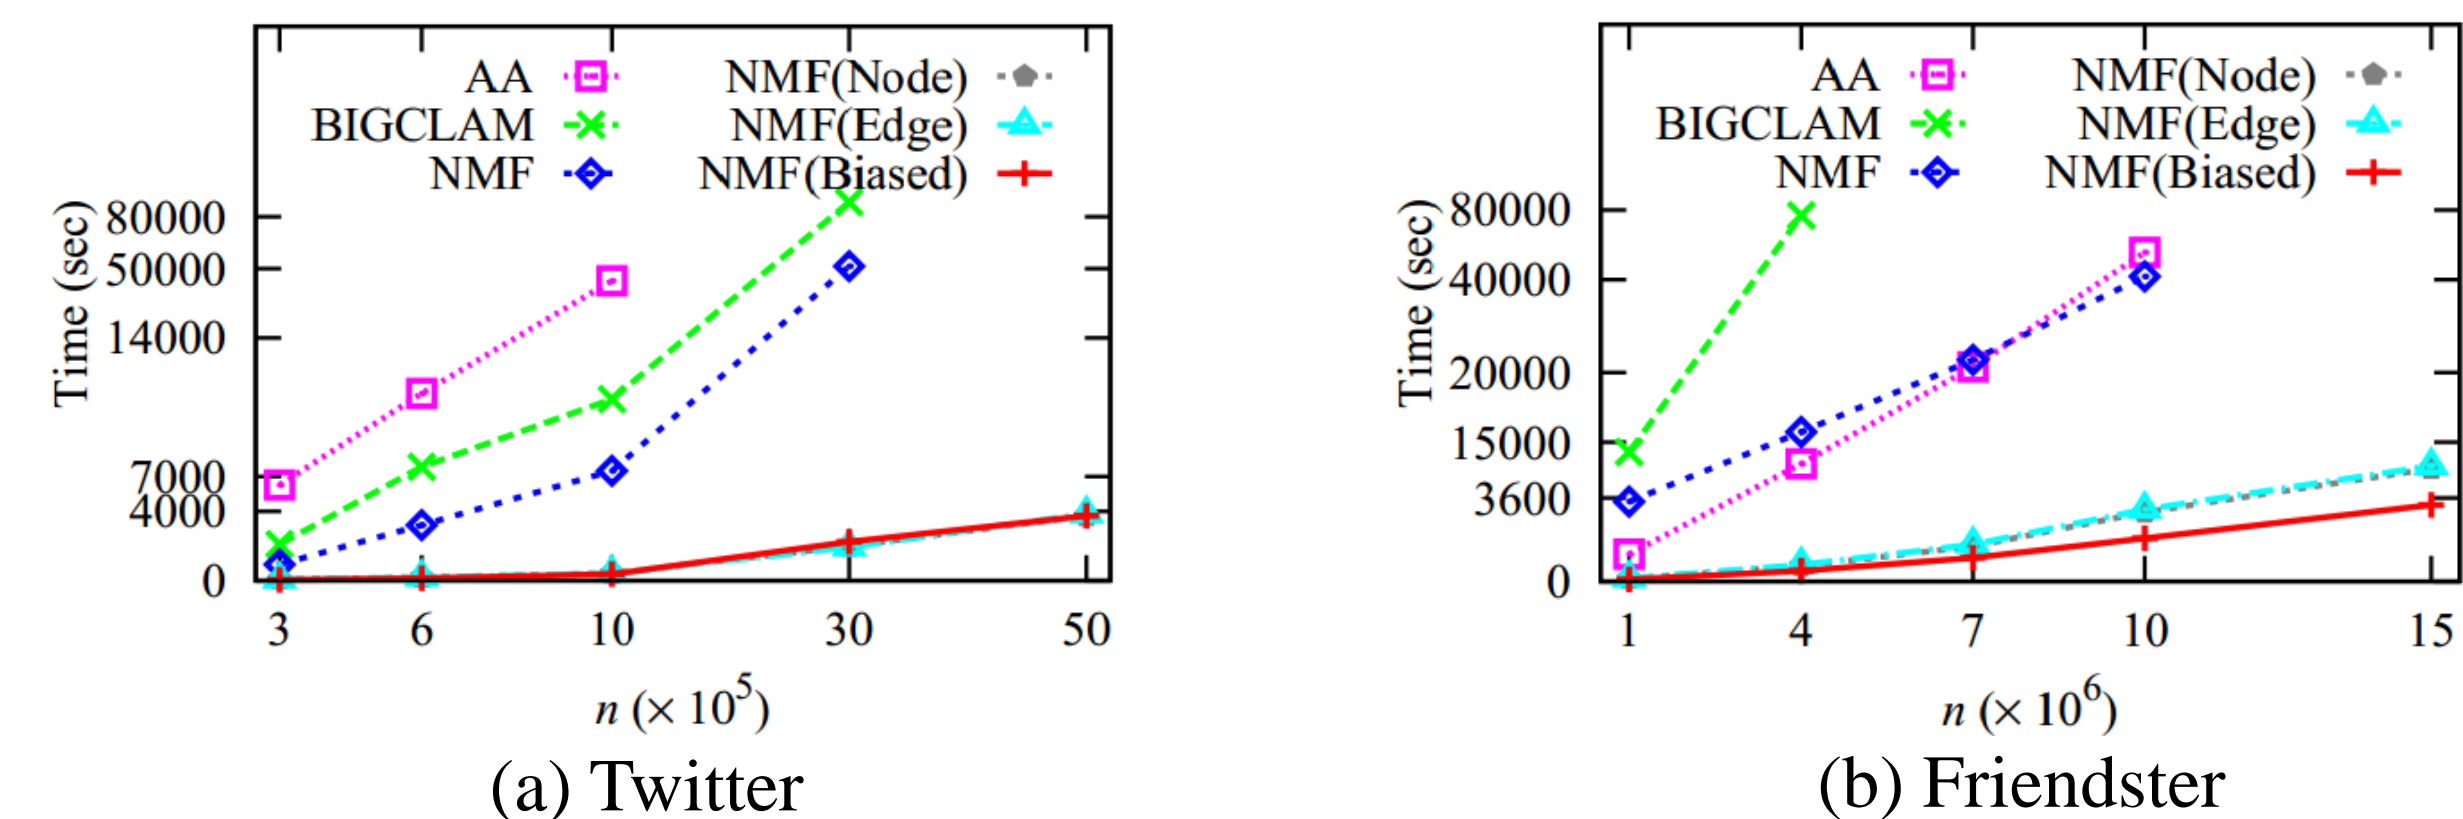 AA
BIGCLAM
NMF
NMF(Node)
NMF(Edge)
NMF(Biased)
Time (sec)
80000
50000
14000
7000
4000
0
3 6 10 30 50
n (× 10^5)
(a) Twitter
AA
BIGCLAM
NMF
NMF(Node)
NMF(Edge)
NMF(Biased)
Time (sec)
80000
40000
20000
15000
3600
0
1 4 7 10 15
n (× 10^6)
(b) Friendster